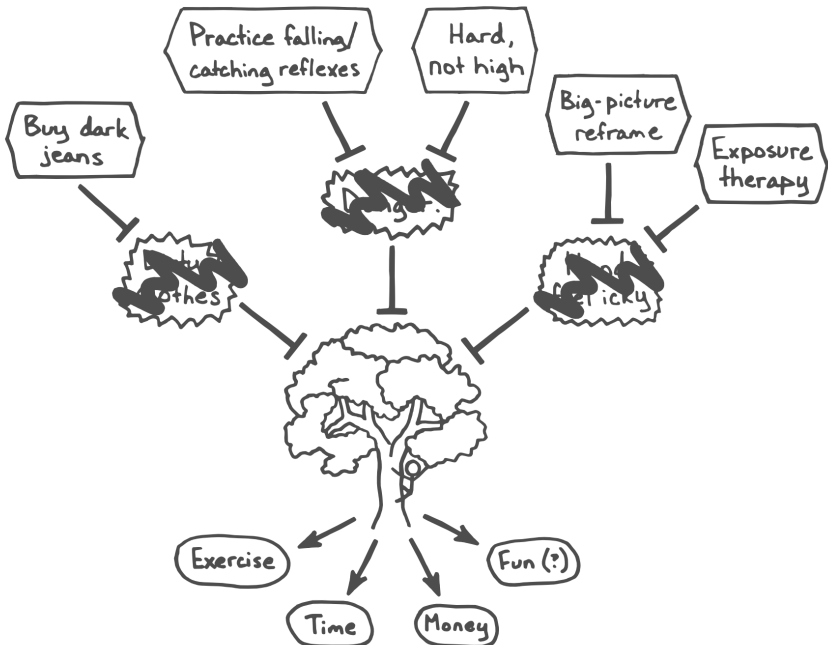 Practice falling/
catching reflexes
Hard,
not high
Big-picture
reframe
Buy dark
jeans
Exposure
therapy
Exercise
Fun (?)
Time
Money